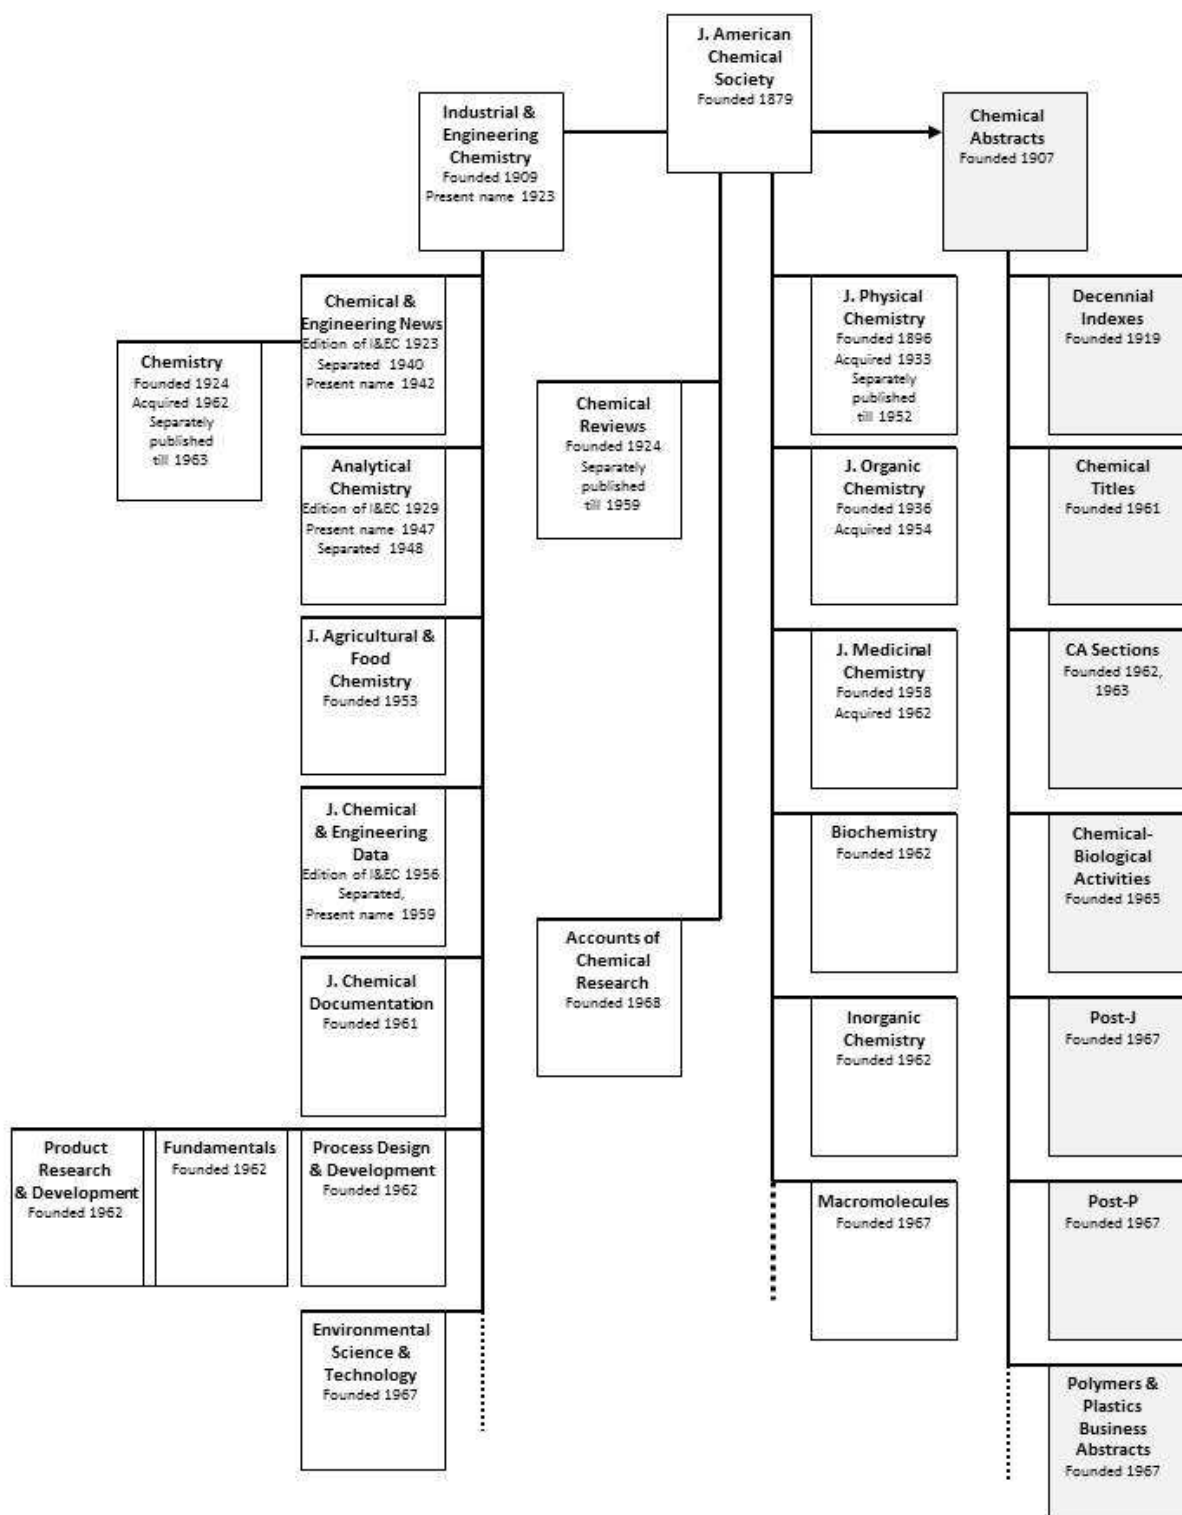 J. American
Chemical
Society
Founded 1879
Industrial &
Engineering
Chemistry
Founded 1909
Present name 1923
Chemical
Abstracts
Founded 1907
Chemical &
Engineering News
Edition of I&EC 1923
Separated 1940
Present name 1942
Chemistry
Founded 1924
Acquired 1962
Separately
published
till 1963
Analytical
Chemistry
Edition of I&EC 1929
Present name 1947
Separated 1948
J. Agricultural &
Food
Chemistry
Founded 1953
J. Chemical
& Engineering
Data
Edition of I&EC 1956
Separated,
Present name 1959
J. Chemical
Documentation
Founded 1961
Product
Research
& Development
Founded 1962
Fundamentals
Founded 1962
Process Design
& Development
Founded 1962
Environmental
Science &
Technology
Founded 1967
Chemical
Reviews
Founded 1924
Separately
published
till 1959
Accounts of
Chemical
Research
Founded 1968
J. Physical
Chemistry
Founded 1896
Acquired 1933
Separately
published
till 1952
J. Organic
Chemistry
Founded 1936
Acquired 1954
J. Medicinal
Chemistry
Founded 1958
Acquired 1962
Biochemistry
Founded 1962
Inorganic
Chemistry
Founded 1962
Macromolecules
Founded 1967
Decennial
Indexes
Founded 1919
Chemical
Titles
Founded 1961
CA Sections
Founded 1962,
1963
Chemical-
Biological
Activities
Founded 1965
Post-J
Founded 1967
Post-P
Founded 1967
Polymers &
Plastics
Business
Abstracts
Founded 1967